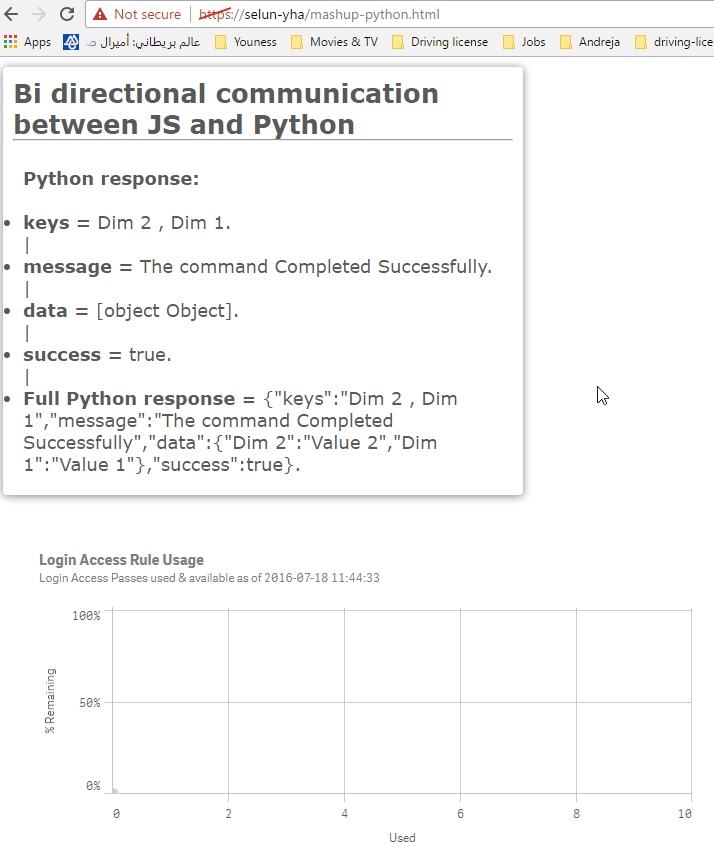 Not secure | https://selun-yha/mashup-python.html
Apps عالم بريطاني: أميرال ص Youness Movies & TV Driving license Jobs Andreja driving-lice
Bi directional communication
between JS and Python
Python response:
• keys = Dim 2 , Dim 1.
|
• message = The command Completed Successfully.
|
• data = [object Object].
|
• success = true.
|
• Full Python response = {"keys":"Dim 2 , Dim
1","message":"The command Completed
Successfully","data":{"Dim 2":"Value 2","Dim
1":"Value 1"},"success":true}.
Login Access Rule Usage
Login Access Passes used & available as of 2016-07-18 11:44:33
100%
% Remaining
50%
0%
0 2 4 6 8 10
Used